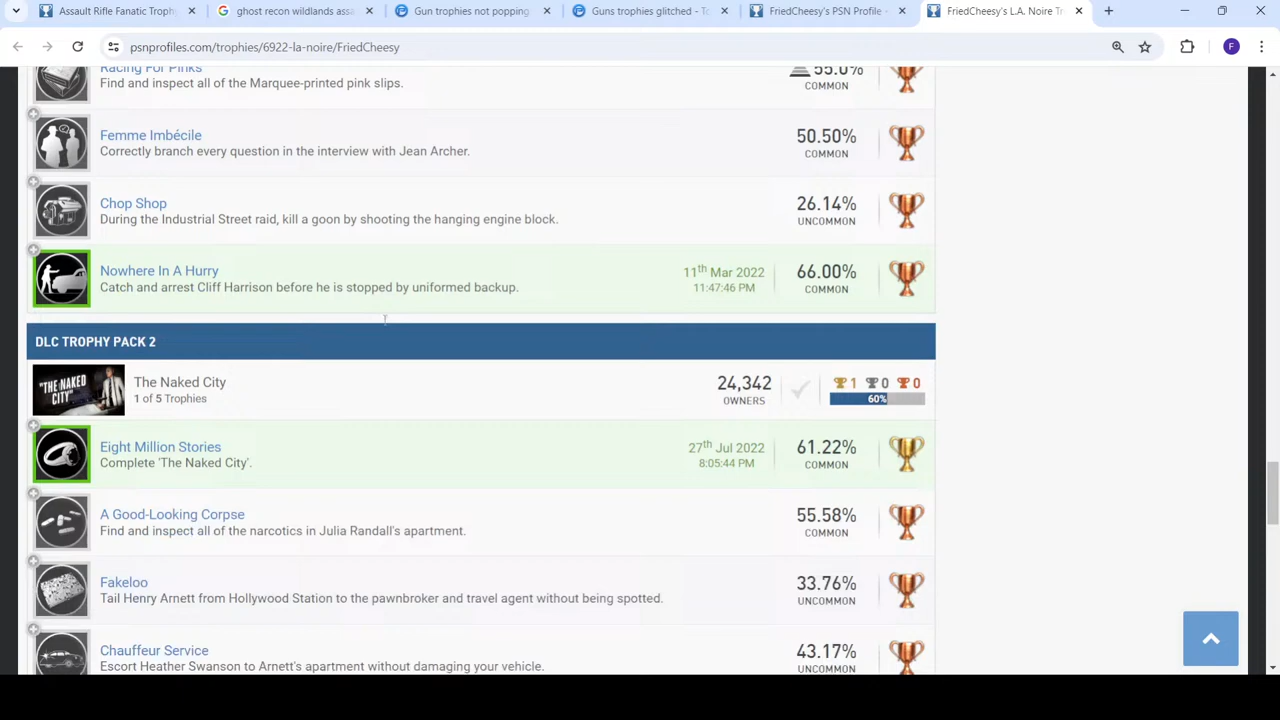 Assault Rifle Fanatic Trophy
ghost recon wildlands assa
Gun trophies not popping
Guns trophies glitched - To
FriedCheesy's PSN Profile
FriedCheesy's L.A. Noire Tr
psnprofiles.com/trophies/6922-la-noire/FriedCheesy
F
Racing For Pinks
Find and inspect all of the Marquee-printed pink slips.
55.0%
COMMON
Femme Imbécile
Correctly branch every question in the interview with Jean Archer.
50.50%
COMMON
Chop Shop
During the Industrial Street raid, kill a goon by shooting the hanging engine block.
26.14%
UNCOMMON
Nowhere In A Hurry
Catch and arrest Cliff Harrison before he is stopped by uniformed backup.
11th Mar 2022
11:47:46 PM
66.00%
COMMON
DLC TROPHY PACK 2
"THE NAKED CITY"
The Naked City
1 of 5 Trophies
24,342
OWNERS
1 0 0
60%
Eight Million Stories
Complete 'The Naked City'.
27th Jul 2022
8:05:44 PM
61.22%
COMMON
A Good-Looking Corpse
Find and inspect all of the narcotics in Julia Randall's apartment.
55.58%
COMMON
Fakeloo
Tail Henry Arnett from Hollywood Station to the pawnbroker and travel agent without being spotted.
33.76%
UNCOMMON
Chauffeur Service
Escort Heather Swanson to Arnett's apartment without damaging your vehicle.
43.17%
UNCOMMON